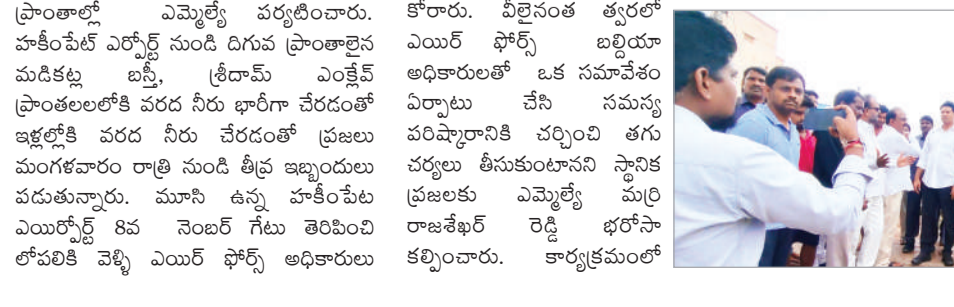 ప్రాంతాల్లో ఎమ్మెల్యే పర్యటించారు.
హకీంపేట్ ఎర్పోర్ట్ నుండి దిగువ ప్రాంతాలైన
మడికట్ల బస్తీ, శ్రీదామ్ ఎంక్లేవ్
ప్రాంతలలలోకి వరద నీరు భారీగా చేరడంతో
ఇళ్లల్లోకి వరద నీరు చేరడంతో ప్రజలు
మంగళవారం రాత్రి నుండి తీవ్ర ఇబ్బందులు
పడుతున్నారు. మూసి ఉన్న హకీంపేట
ఎయిర్పోర్ట్ 8వ నెంబర్ గేటు తెరిపించి
లోపలికి వెళ్ళి ఎయిర్ ఫోర్స్ అధికారులు
కోరారు. వీలైనంత త్వరలో
ఎయిర్ ఫోర్స్ బల్దియా
అధికారులతో ఒక సమావేశం
ఏర్పాటు చేసి సమస్య
పరిష్కారానికి చర్చించి తగు
చర్యలు తీసుకుంటానని స్థానిక
ప్రజలకు ఎమ్మెల్యే మర్రి
రాజశేఖర్ రెడ్డి భరోసా
కల్పించారు. కార్యక్రమంలో